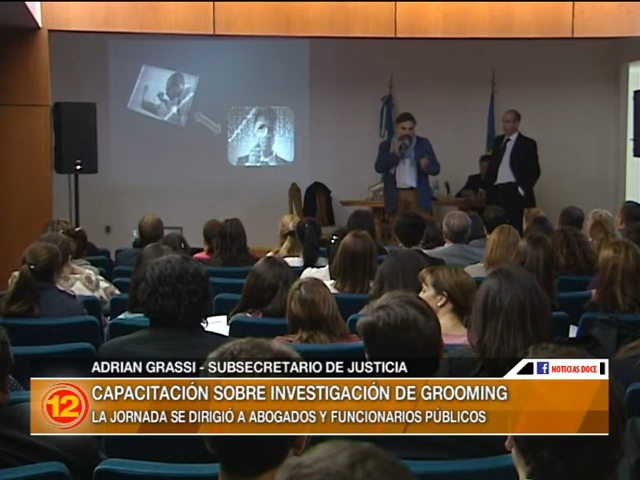 ADRIAN GRASSI - SUBSECRETARIO DE JUSTICIA
NOTICIAS DOCE
12
CAPACITACIÓN SOBRE INVESTIGACIÓN DE GROOMING
LA JORNADA SE DIRIGIÓ A ABOGADOS Y FUNCIONARIOS PÚBLICOS